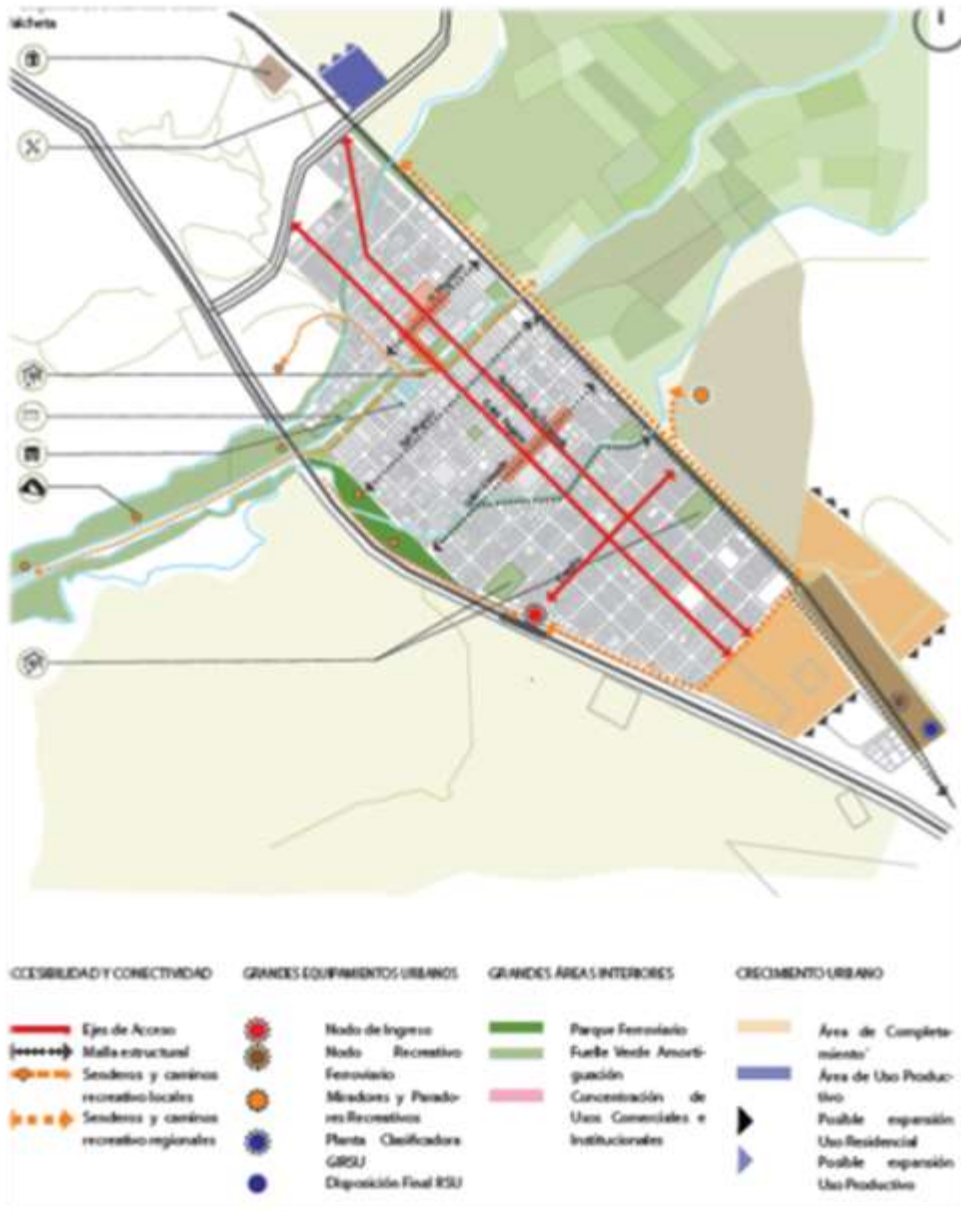 alcheta
CCESIBILIDAD Y CONECTIVIDAD
Ejes de Acceso
Malla estructural
Senderos y caminos
recreativo locales
Senderos y caminos
recreativo regionales
GRANDES EQUIPAMIENTOS URBANOS
Nodo de Ingreso
Nodo Recreativo
Ferroviario
Miradores y Parado-
res Recreativos
Planta Clasificadora
GIRSU
Disposición Final RSU
GRANDES ÁREAS INTERIORES
Parque Ferroviario
Fuelle Verde Amorti-
guación
Concentración de
Usos Comerciales e
Institucionales
CRECIMIENTO URBANO
Área de Completa-
miento
Área de Uso Produc-
tivo
Posible expansión
Uso Residencial
Posible expansión
Uso Productivo